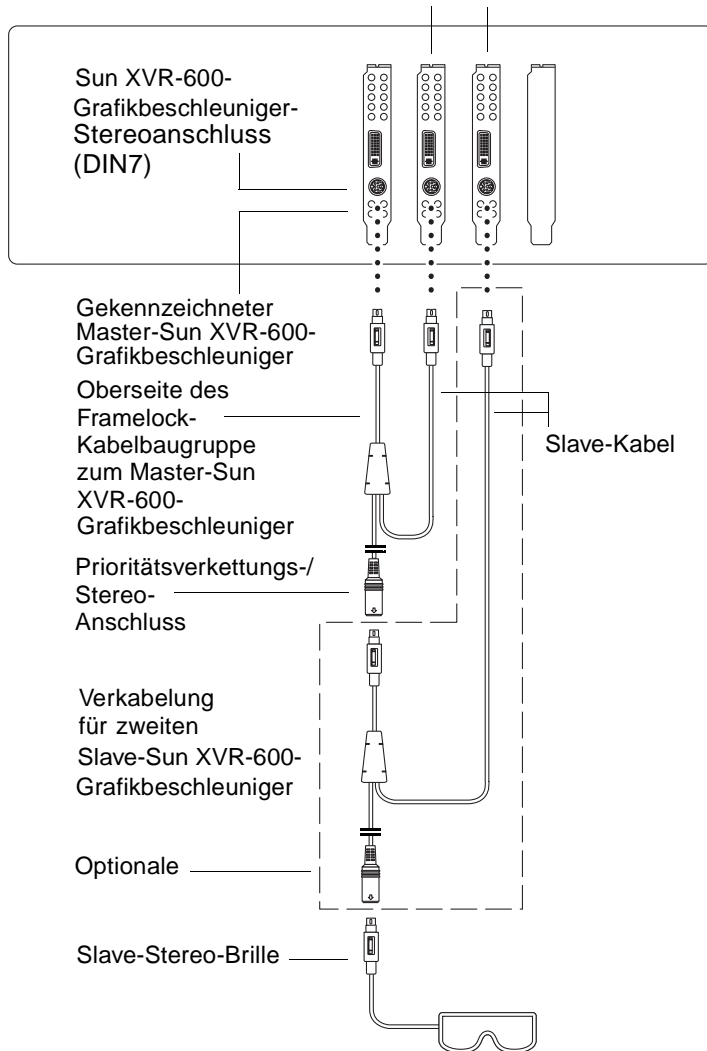 Sun XVR-600-
Grafikbeschleuniger-
Stereoanschluss
(DIN7)
Gekennzeichneter
Master-Sun XVR-600-
Grafikbeschleuniger
Oberseite des
Framelock-
Kabelbaugruppe
zum Master-Sun
XVR-600-
Grafikbeschleuniger
Slave-Kabel
Prioritätsverkettungs-/
Stereo-
Anschluss
Verkabelung
für zweiten
Slave-Sun XVR-600-
Grafikbeschleuniger
Optionale
Slave-Stereo-Brille